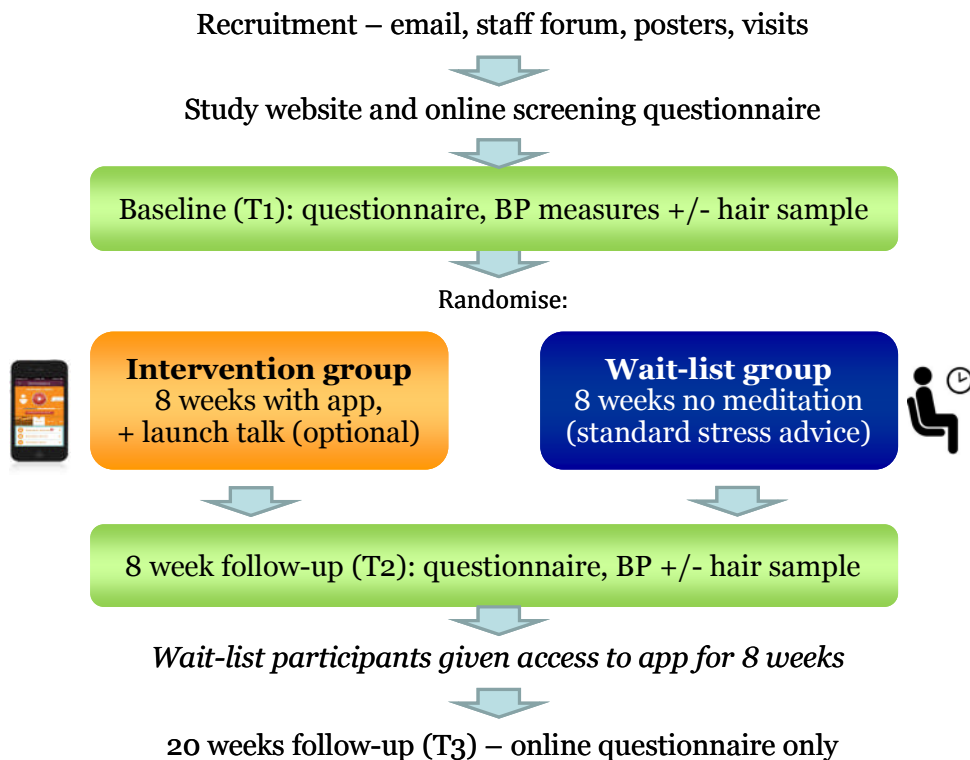 Recruitment – email, staff forum, posters, visits
Study website and online screening questionnaire
Baseline (T1): questionnaire, BP measures +/- hair sample
Randomise:
Intervention group
8 weeks with app,
+ launch talk (optional)
Wait-list group
8 weeks no meditation
(standard stress advice)
8 week follow-up (T2): questionnaire, BP +/- hair sample
Wait-list participants given access to app for 8 weeks
20 weeks follow-up (T3) – online questionnaire only